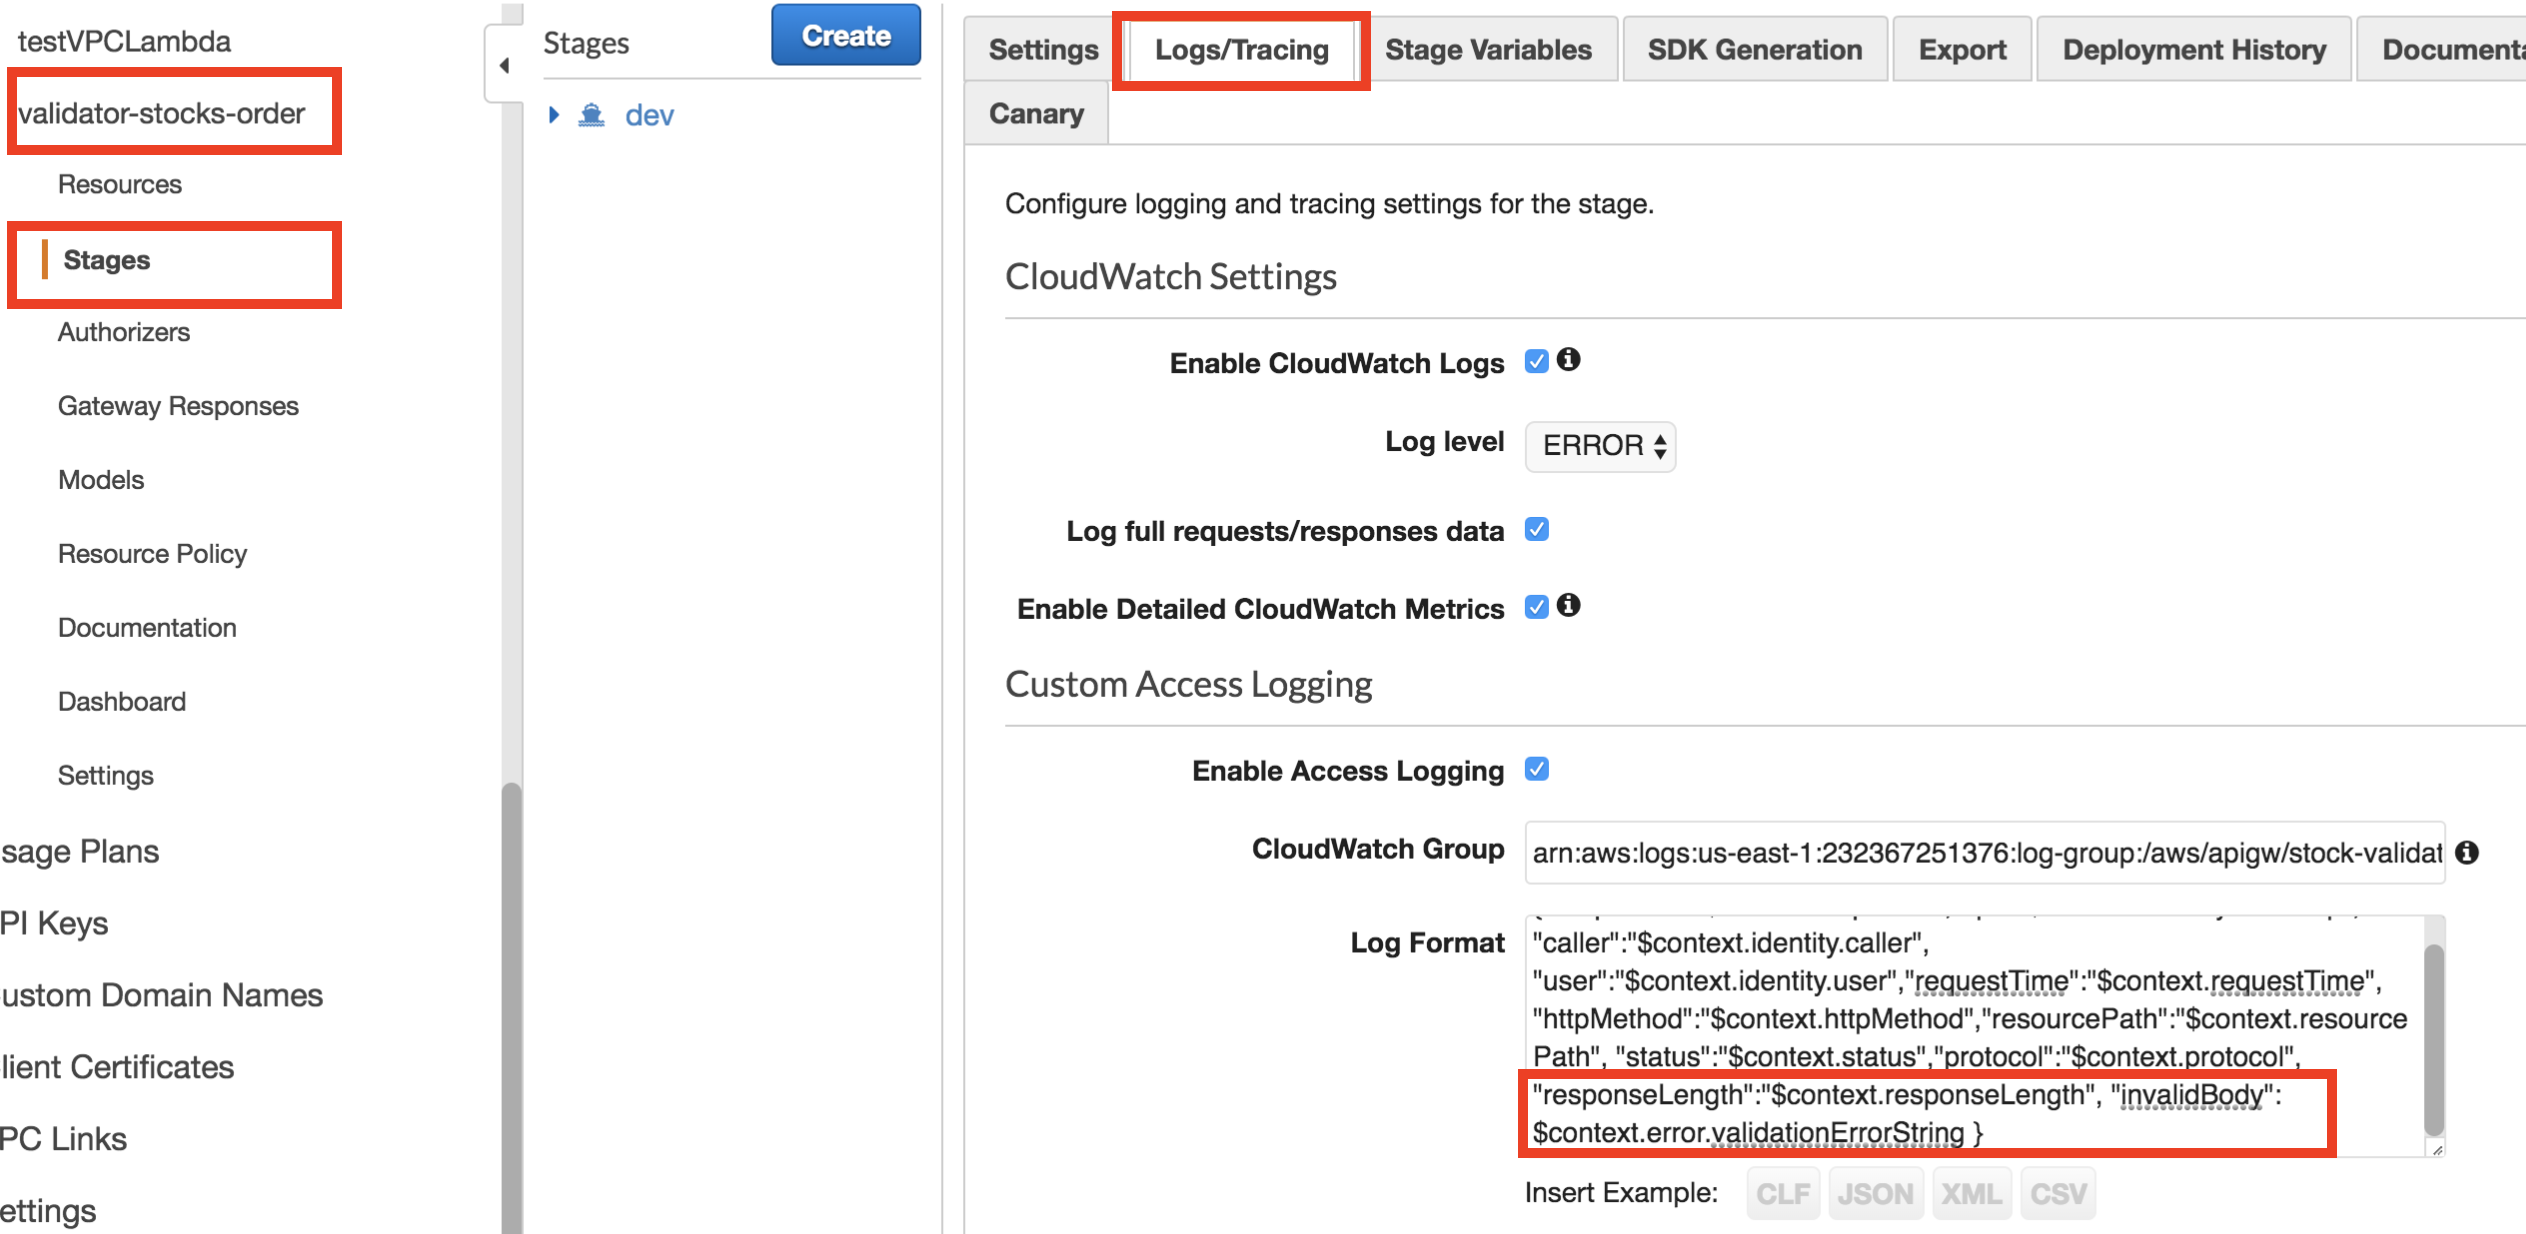 testVPCLambda
validator-stocks-order
Resources
Stages
Authorizers
Gateway Responses
Models
Resource Policy
Documentation
Dashboard
Settings
sage Plans
PI Keys
ustom Domain Names
lient Certificates
PC Links
ettings
Stages
Create
dev
Settings
Logs/Tracing
Stage Variables
SDK Generation
Export
Deployment History
Documenta
Canary
Configure logging and tracing settings for the stage.
CloudWatch Settings
Enable CloudWatch Logs
Log level ERROR
Log full requests/responses data
Enable Detailed CloudWatch Metrics
Custom Access Logging
Enable Access Logging
CloudWatch Group arn:aws:logs:us-east-1:232367251376:log-group:/aws/apigw/stock-validat
Log Format
"caller":"$context.identity.caller",
"user":"$context.identity.user","requestTime":"$context.requestTime",
"httpMethod":"$context.httpMethod","resourcePath":"$context.resource
Path", "status":"$context.status","protocol":"$context.protocol",
"responseLength":"$context.responseLength", "invalidBody":
$context.error.validationErrorString }
Insert Example: CLF JSON XML CSV